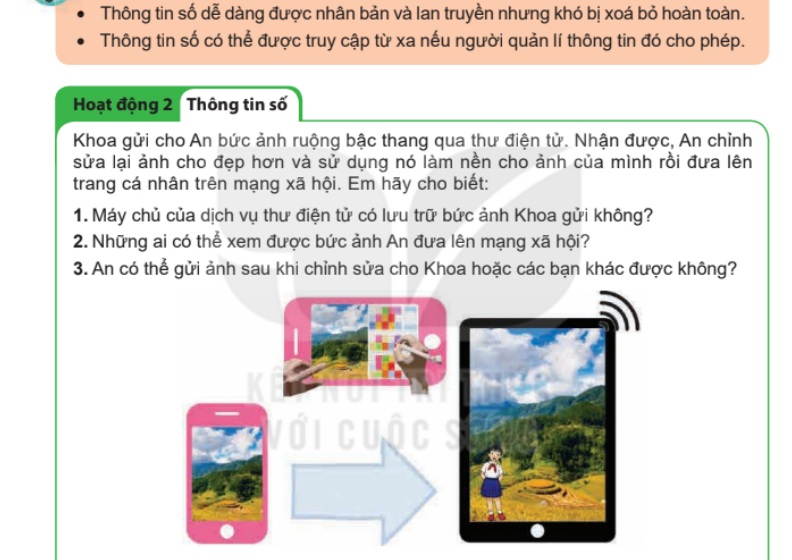 • Thông tin số dễ dàng được nhân bản và lan truyền nhưng khó bị xoá bỏ hoàn toàn.
• Thông tin số có thể được truy cập từ xa nếu người quản lí thông tin đó cho phép.
Hoạt động 2 Thông tin số
Khoa gửi cho An bức ảnh ruộng bậc thang qua thư điện tử. Nhận được, An chỉnh
sửa lại ảnh cho đẹp hơn và sử dụng nó làm nền cho ảnh của mình rồi đưa lên
trang cá nhân trên mạng xã hội. Em hãy cho biết:
1. Máy chủ của dịch vụ thư điện tử có lưu trữ bức ảnh Khoa gửi không?
2. Những ai có thể xem được bức ảnh An đưa lên mạng xã hội?
3. An có thể gửi ảnh sau khi chỉnh sửa cho Khoa hoặc các bạn khác được không?
KẾT NỐI TRI THỨC
VỚI CUỘC SỐNG